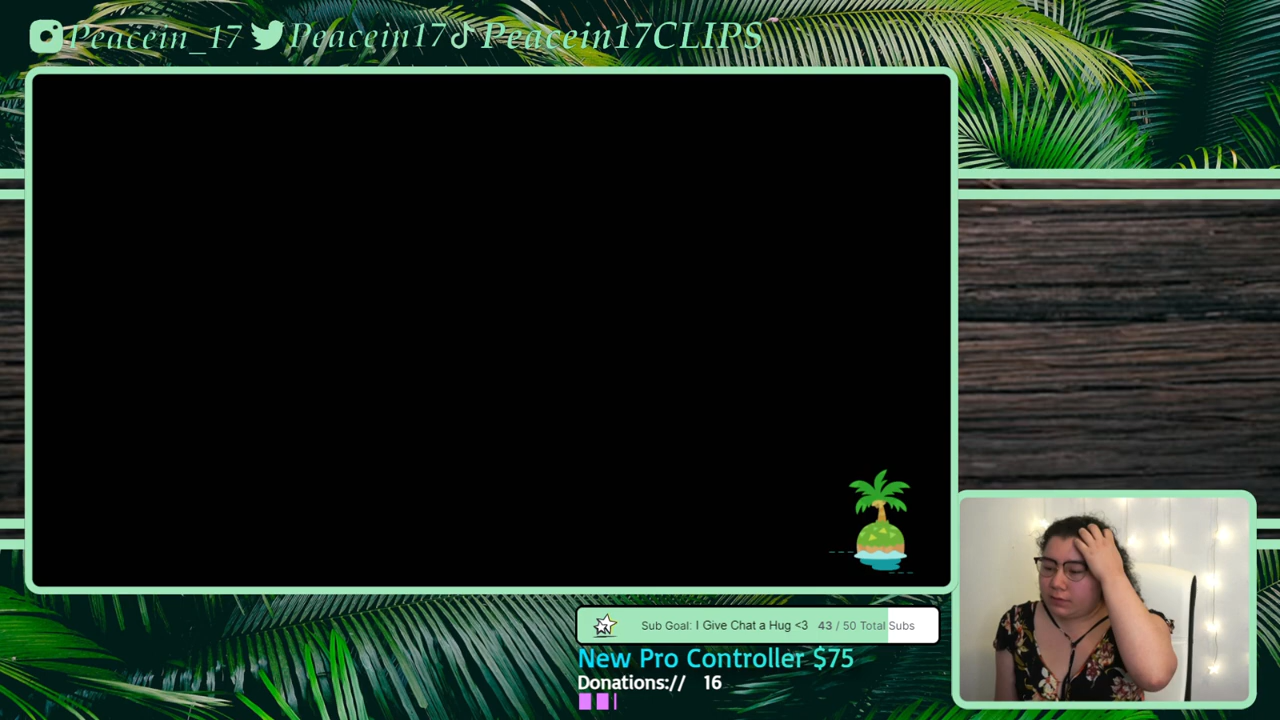 Peacein_17 Peacein17 Peacein17CLIPS
Sub Goal: I Give Chat a Hug <3 43 / 50 Total Subs
New Pro Controller $75
Donations:// 16